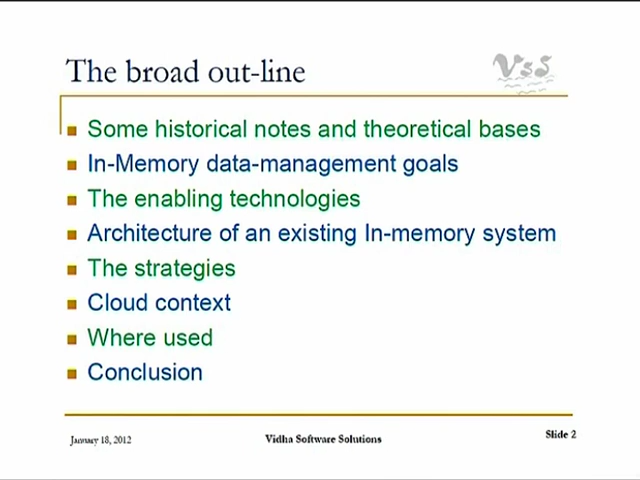 The broad out-line
VsS
Some historical notes and theoretical bases
In-Memory data-management goals
The enabling technologies
Architecture of an existing In-memory system
The strategies
Cloud context
Where used
Conclusion
January 18, 2012
Vidha Software Solutions
Slide 2